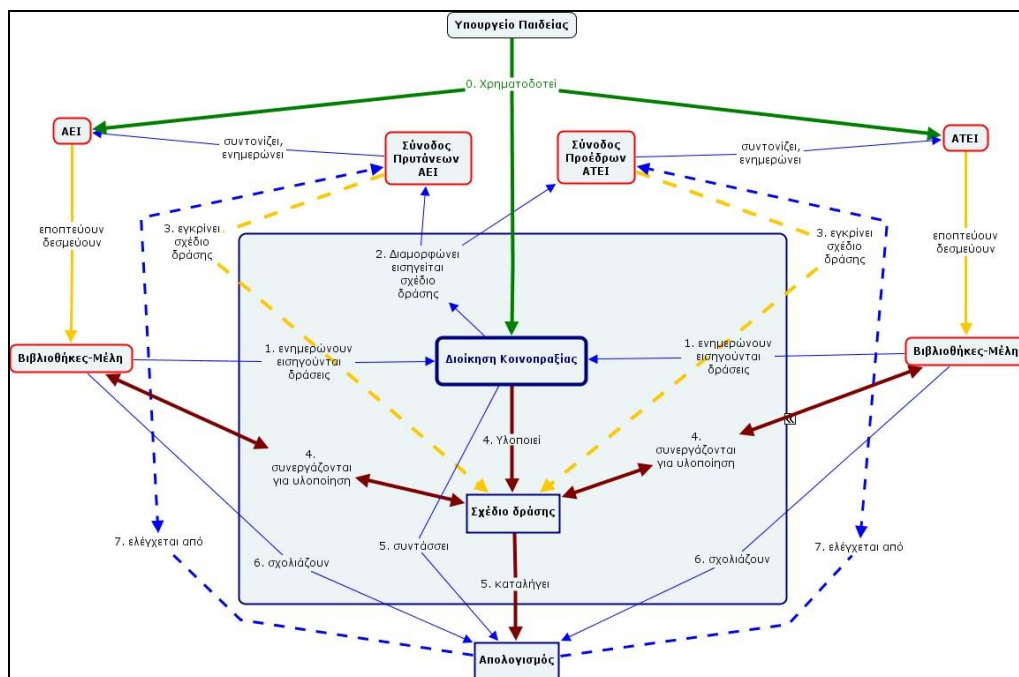 Υπουργείο Παιδείας
0. Χρηματοδοτεί
ΑΕΙ
συντονίζει,
ενημερώνει
Σύνοδος
Πρυτάνεων
ΑΕΙ
Σύνοδος
Προέδρων
ΑΤΕΙ
συντονίζει,
ενημερώνει
ΑΤΕΙ
εποπτεύουν
δεσμεύουν
3. εγκρίνει
σχέδιο
δράσης
2. Διαμορφώνει
εισηγείται
σχέδιο
δράσης
3. εγκρίνει
σχέδιο
δράσης
εποπτεύουν
δεσμεύουν
Βιβλιοθήκες-Μέλη
1. ενημερώνουν
εισηγούνται
δράσεις
Διοίκηση Κοινοπραξίας
1. ενημερώνουν
εισηγούνται
δράσεις
Βιβλιοθήκες-Μέλη
4.
συνεργάζονται
για υλοποίηση
4. Υλοποιεί
4.
συνεργάζονται
για υλοποίηση
Σχέδιο δράσης
7. ελέγχεται από
6. σχολιάζουν
5. συντάσσει
5. καταλήγει
6. σχολιάζουν
7. ελέγχεται από
Απολογισμός